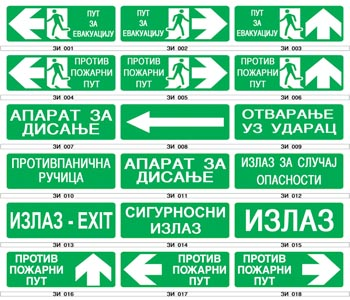 ПУТ
ЗА
ЕВАКУАЦИЈУ
ПУТ
ЗА
ЕВАКУАЦИЈУ
ПУТ
ЗА
ЕВАКУАЦИЈУ
ЗИ 001
ЗИ 002
ЗИ 003
ПРОТИВ
ПОЖАРНИ
ПУТ
ПРОТИВ
ПОЖАРНИ
ПУТ
ПРОТИВ
ПОЖАРНИ
ПУТ
ЗИ 004
ЗИ 005
ЗИ 006
АПАРАТ ЗА
ДИСАЊЕ
ОТВАРАЊЕ
УЗ УДАРАЦ
ЗИ 007
ЗИ 008
ЗИ 009
ПРОТИВПАНИЧНА
РУЧИЦА
АПАРАТ ЗА
ДИСАЊЕ
ИЗЛАЗ ЗА СЛУЧАЈ
ОПАСНОСТИ
ЗИ 010
ЗИ 011
ЗИ 012
ИЗЛАЗ - EXIT
СИГУРНОСНИ
ИЗЛАЗ
ИЗЛАЗ
ЗИ 013
ЗИ 014
ЗИ 015
ПРОТИВ
ПОЖАРНИ
ПУТ
ПРОТИВ
ПОЖАРНИ
ПУТ
ПРОТИВ
ПОЖАРНИ
ПУТ
ЗИ 016
ЗИ 017
ЗИ 018